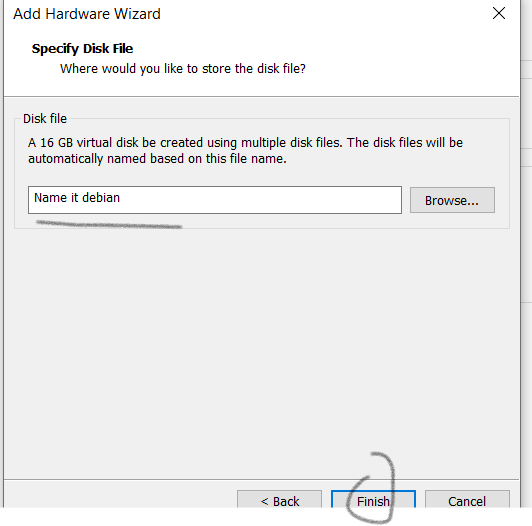 Add Hardware Wizard
Specify Disk File
Where would you like to store the disk file?
Disk file
A 16 GB virtual disk be created using multiple disk files. The disk files will be
automatically named based on this file name.
Name it debian
Browse...
< Back
Finish
Cancel